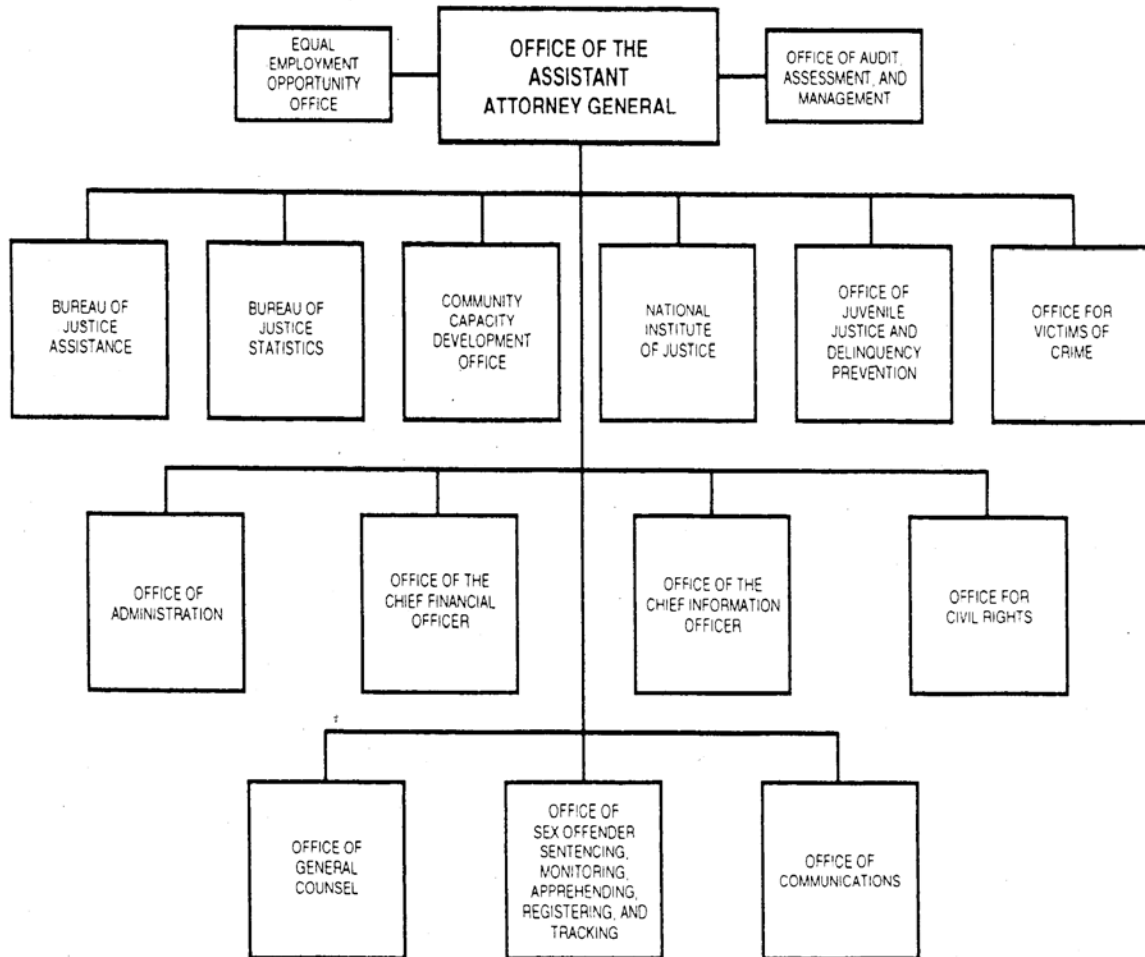 EQUAL
EMPLOYMENT
OPPORTUNITY
OFFICE
OFFICE OF THE
ASSISTANT
ATTORNEY GENERAL
OFFICE OF AUDIT,
ASSESSMENT, AND
MANAGEMENT
BUREAU OF
JUSTICE
ASSISTANCE
BUREAU OF
JUSTICE
STATISTICS
COMMUNITY
CAPACITY
DEVELOPMENT
OFFICE
NATIONAL
INSTITUTE
OF JUSTICE
OFFICE OF
JUVENILE
JUSTICE AND
DELINQUENCY
PREVENTION
OFFICE FOR
VICTIMS OF
CRIME
OFFICE OF
ADMINISTRATION
OFFICE OF THE
CHIEF FINANCIAL
OFFICER
OFFICE OF THE
CHIEF INFORMATION
OFFICER
OFFICE FOR
CIVIL RIGHTS
OFFICE OF
GENERAL
COUNSEL
OFFICE OF
SEX OFFENDER
SENTENCING,
MONITORING,
APPREHENDING,
REGISTERING, AND
TRACKING
OFFICE OF
COMMUNICATIONS